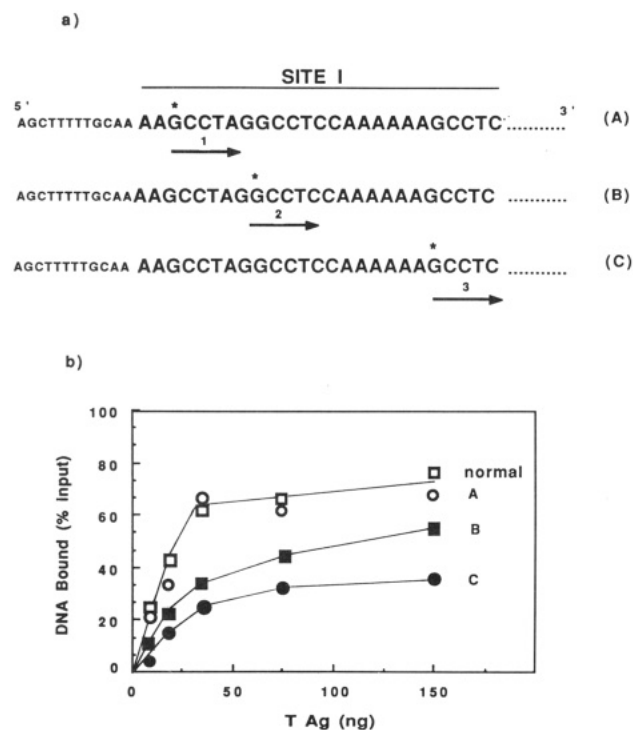 a)
SITE I
5' 3'
* 
AGCTTTTTGCAA AAGCCTAGGCCTCCAAAAAAGCCTC ............ (A)
1
*
AGCTTTTTGCAA AAGCCTAGGCCTCCAAAAAAGCCTC ............ (B)
2
*
AGCTTTTTGCAA AAGCCTAGGCCTCCAAAAAAGCCTC ............ (C)
3
b)
DNA Bound (% input)
100
80
60
40
20
0
normal
A
B
C
0 50 100 150
T Ag (ng)